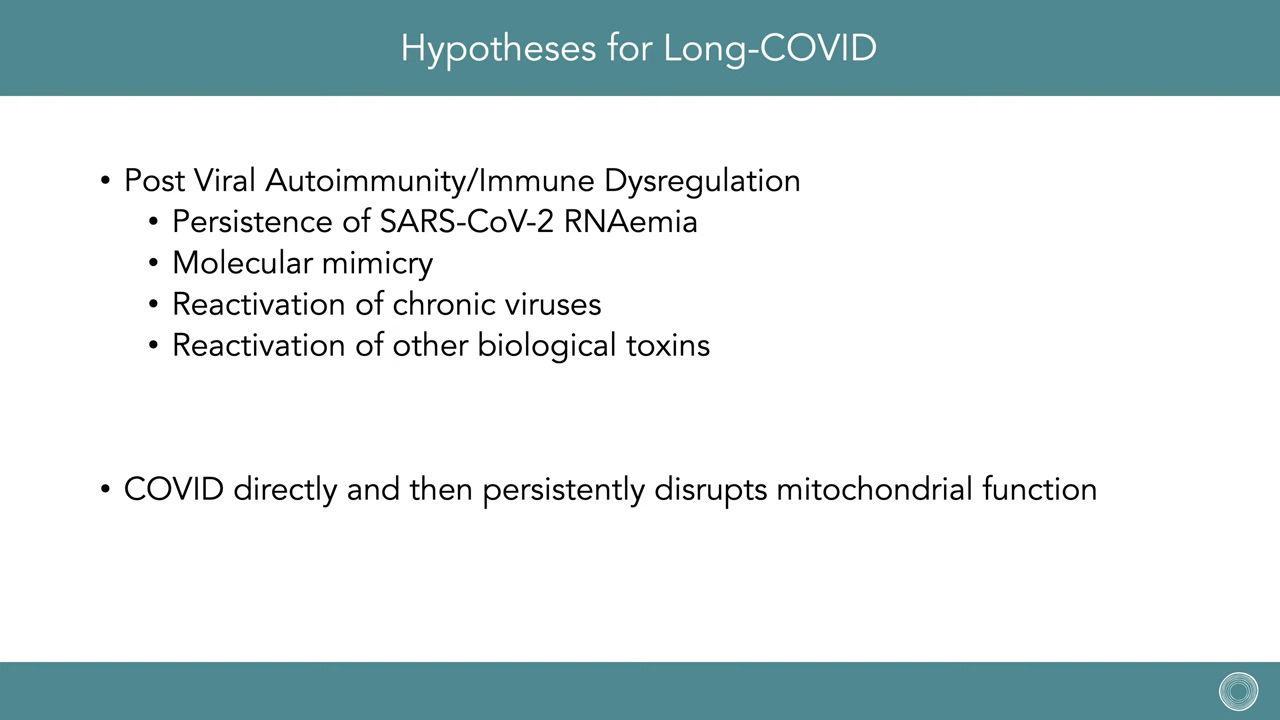 Hypotheses for Long-COVID
• Post Viral Autoimmunity/Immune Dysregulation
• Persistence of SARS-CoV-2 RNAemia
• Molecular mimicry
• Reactivation of chronic viruses
• Reactivation of other biological toxins
• COVID directly and then persistently disrupts mitochondrial function